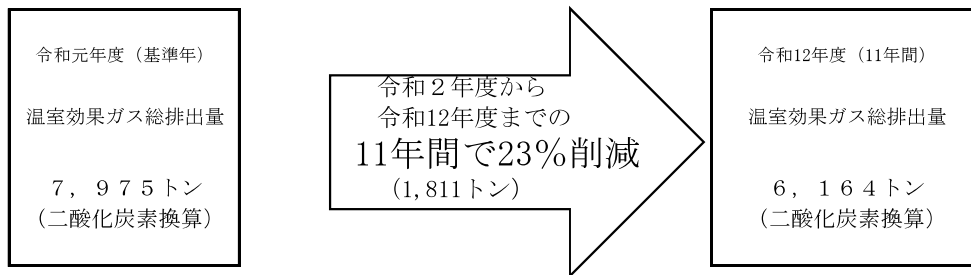 令和元年度（基準年）
温室効果ガス総排出量
７，９７５トン
（二酸化炭素換算）
令和２年度から
令和12年度までの
11年間で23％削減
（1,811トン）
令和12年度（11年間）
温室効果ガス総排出量
６，１６４トン
（二酸化炭素換算）